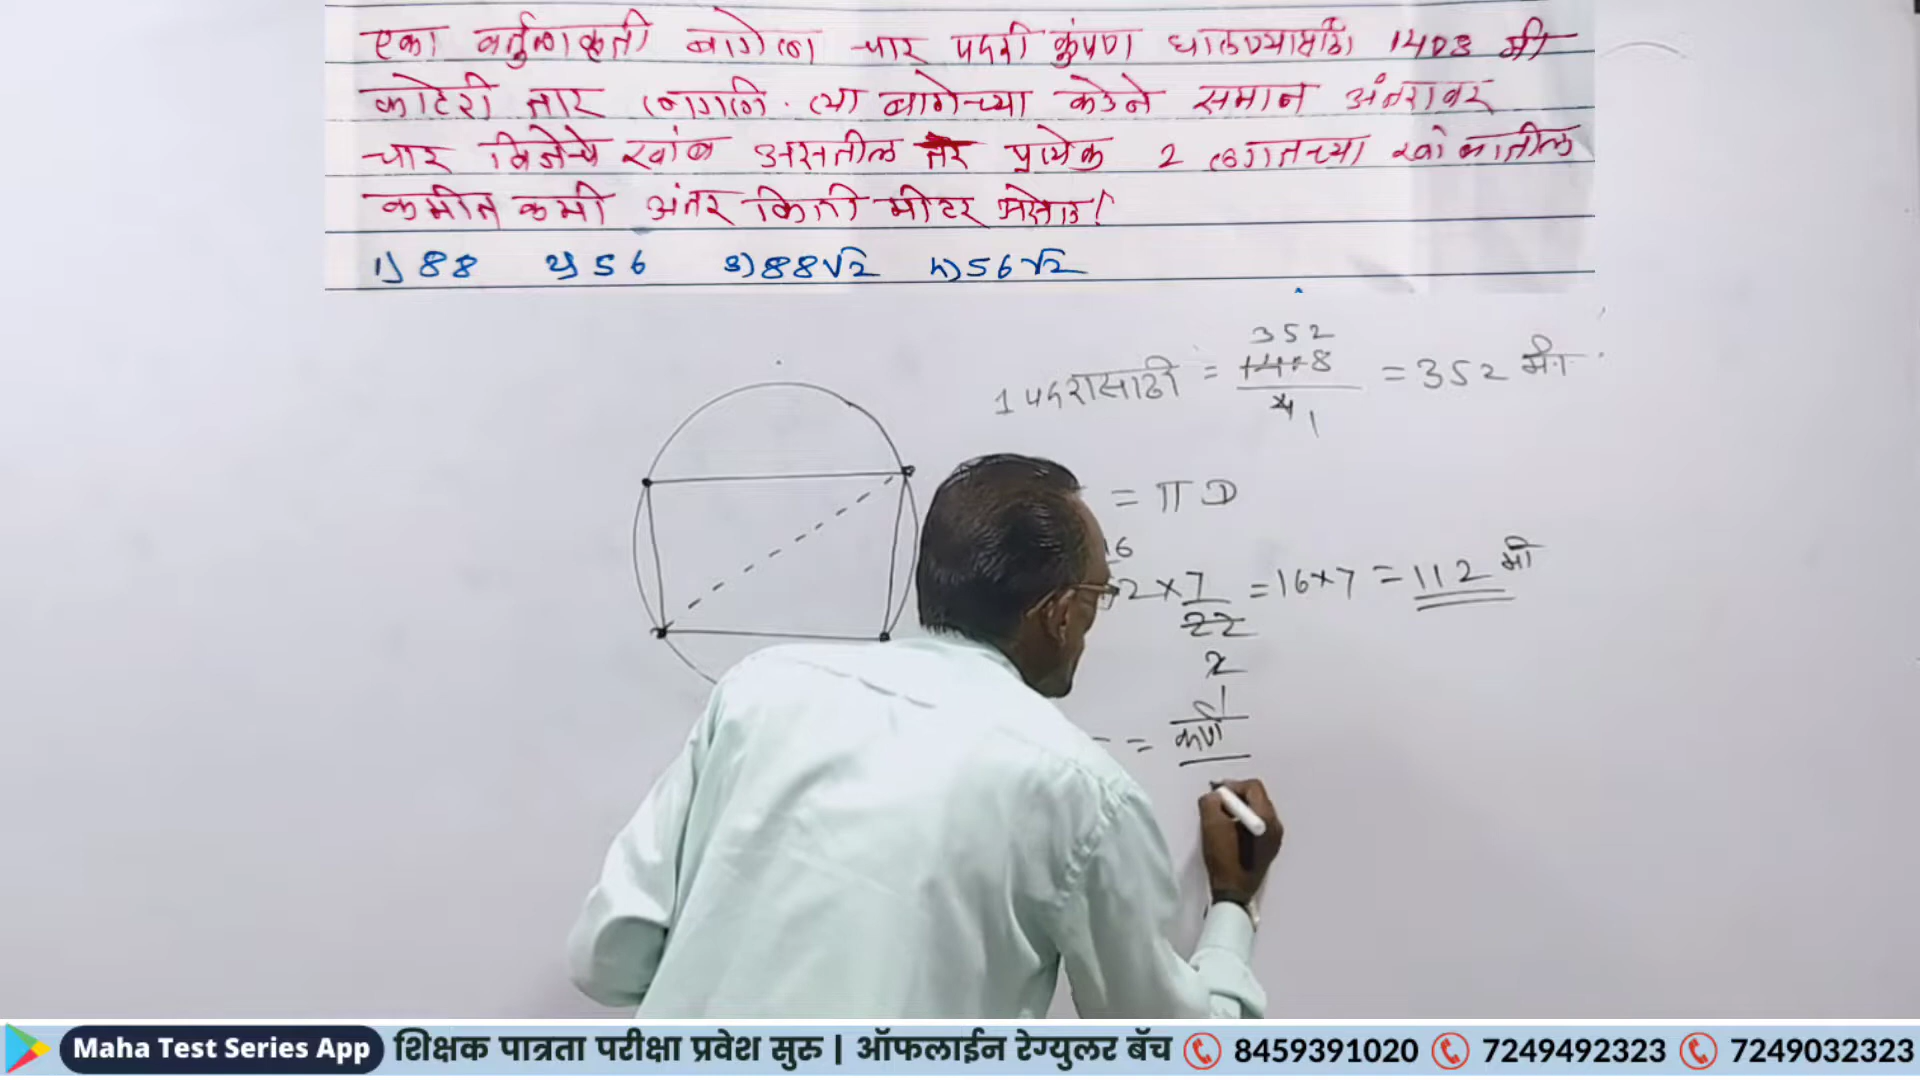 एका वर्तुळाकृती बागेला चार पदरी कुंपण घालण्यासाठी 1408 मी
काटेरी तार लागली. त्या बागेच्या कडेने समान अंतरावर
चार विजेचे खांब असतील तर प्रत्येक 2 लगतच्या खांबातील
कमीत कमी अंतर किती मीटर असेल?
1) 88 2) 56 3) 88√2 4) 56√2
352
1 पदरासाठी = 1408 = 352 मी.
4 1
= π D
16
2 × 7 = 16×7 = 112 मी
22
2
1
= कर्ण
Maha Test Series App शिक्षक पात्रता परीक्षा प्रवेश सुरु | ऑफलाईन रेग्युलर बॅच 8459391020 7249492323 7249032323